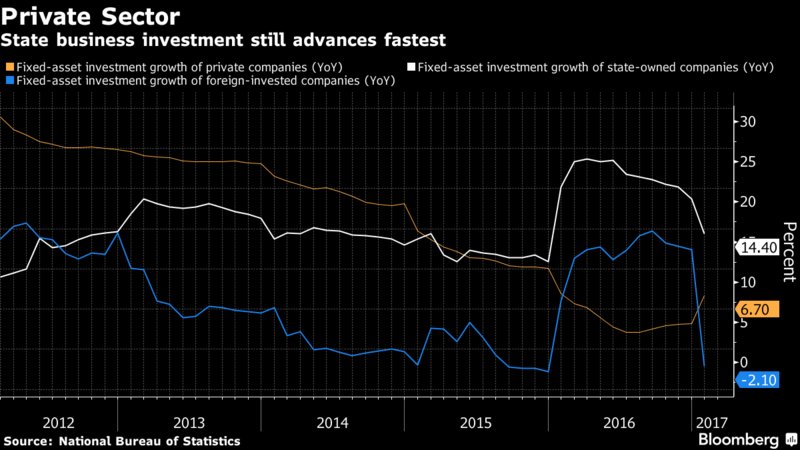 Private Sector
State business investment still advances fastest
Fixed-asset investment growth of private companies (YoY)
Fixed-asset investment growth of state-owned companies (YoY)
Fixed-asset investment growth of foreign-invested companies (YoY)
30
25
20
15
14.40
10
6.70
5
0
-2.10
Percent
2012
2013
2014
2015
2016
2017
Source: National Bureau of Statistics
Bloomberg